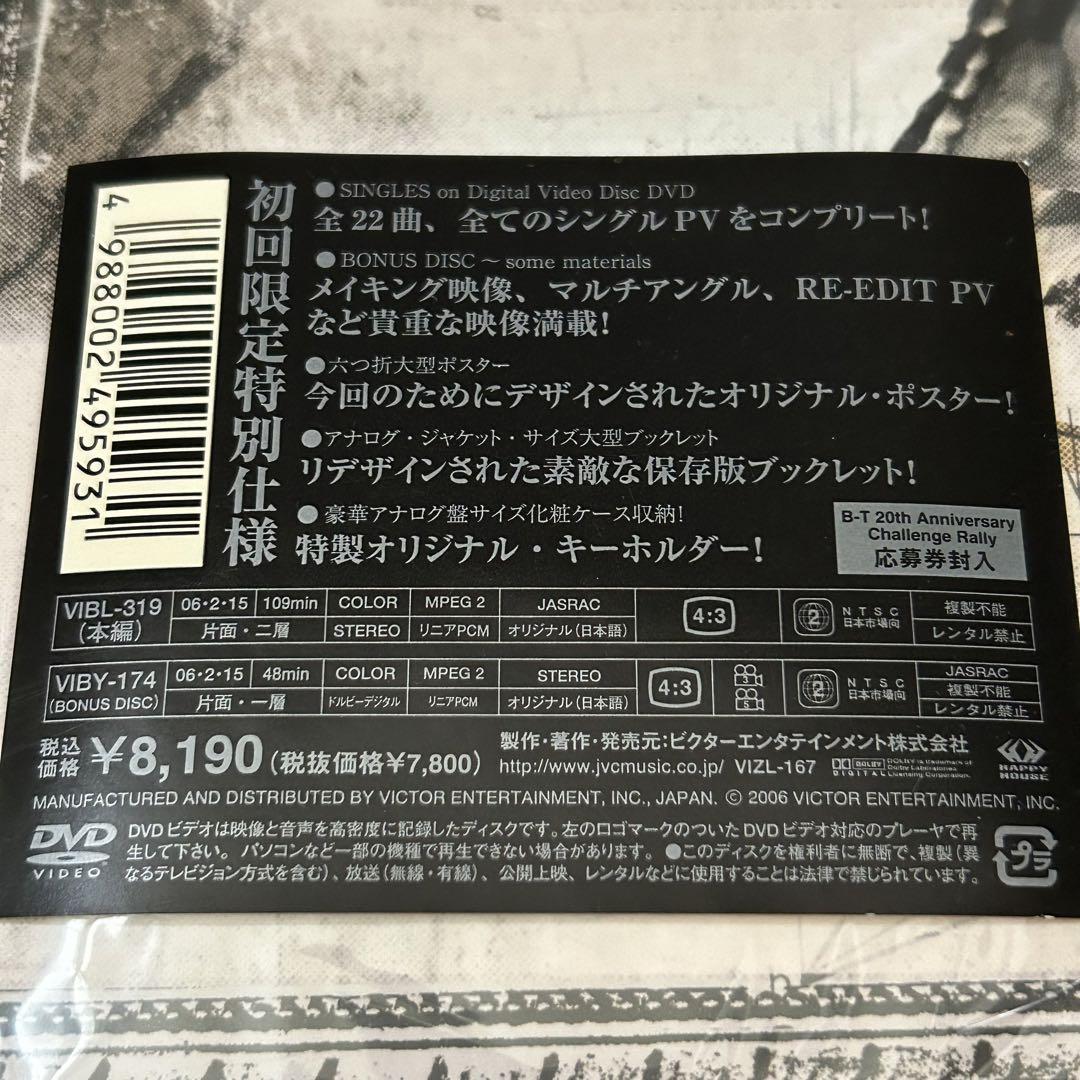 4 988002 495931
初回限定特別仕様
●SINGLES on Digital Video Disc DVD
全22曲、全てのシングルPVをコンプリート!
●BONUS DISC ～ some materials
メイキング映像、マルチアングル、RE-EDIT PV
など貴重な映像満載!
●六つ折大型ポスター
今回のためにデザインされたオリジナル・ポスター!
●アナログ・ジャケット・サイズ大型ブックレット
リデザインされた素敵な保存版ブックレット!
●豪華アナログ盤サイズ化粧ケース収納!
特製オリジナル・キーホルダー!
B-T 20th Anniversary
Challenge Rally
応募券封入
VIBL-319 06・2・15 109min COLOR MPEG 2 JASRAC 4:3 2 NTSC 複製不能
(本編) 片面・二層 STEREO リニアPCM オリジナル(日本語) 日本市場向 レンタル禁止
VIBY-174 06・2・15 48min COLOR MPEG 2 STEREO 4:3 2 NTSC JASRAC
(BONUS DISC) 片面・一層 ドルビーデジタル リニアPCM オリジナル(日本語) 日本市場向 複製不能
レンタル禁止
税込価格 ¥8,190(税抜価格¥7,800) 製作・著作・発売元:ビクターエンタテインメント株式会社
http://www.jvcmusic.co.jp/ VIZL-167 DOLBY DIGITAL DOLBY is trademark of Dolby Laboratories Licensing Corporation. HAPPY HOUSE
MANUFACTURED AND DISTRIBUTED BY VICTOR ENTERTAINMENT, INC., JAPAN. © 2006 VICTOR ENTERTAINMENT, INC.
DVD VIDEO
DVDビデオは映像と音声を高密度に記録したディスクです。左のロゴマークのついたDVDビデオ対応のプレーヤで再
生して下さい。パソコンなど一部の機種で再生できない場合があります。●このディスクを権利者に無断で、複製(異
なるテレビジョン方式を含む)、放送(無線・有線)、公開上映、レンタルなどに使用することは法律で禁じられています。
プラ